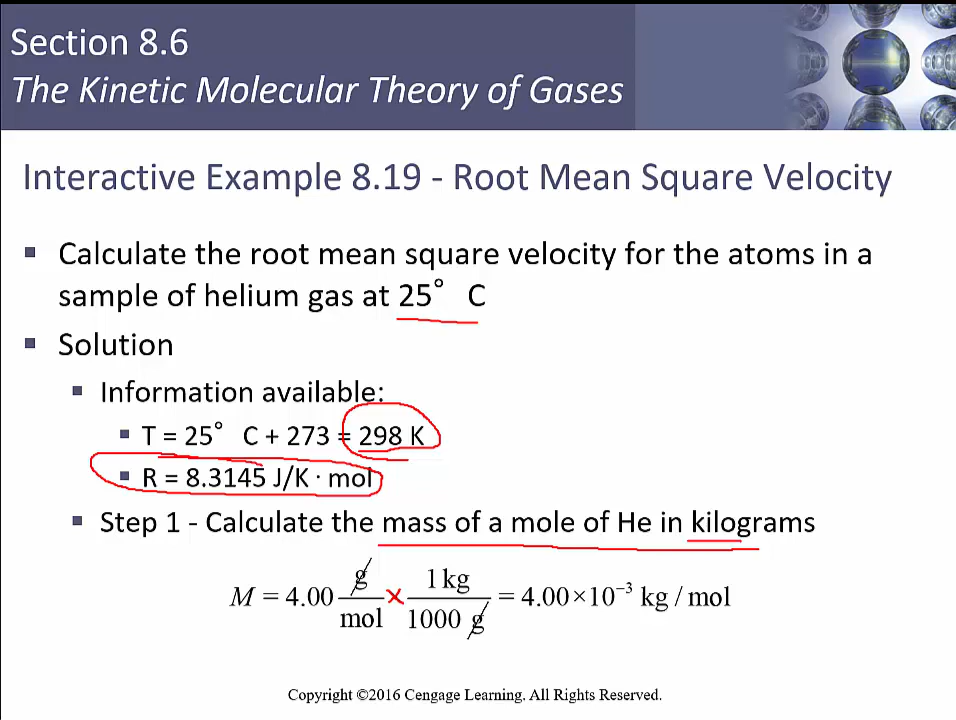 Section 8.6
The Kinetic Molecular Theory of Gases
Interactive Example 8.19 - Root Mean Square Velocity
▪ Calculate the root mean square velocity for the atoms in a
sample of helium gas at 25° C
▪ Solution
▪ Information available:
▪ T = 25° C + 273 = 298 K
▪ R = 8.3145 J/K · mol
▪ Step 1 - Calculate the mass of a mole of He in kilograms
M = 4.00 g/mol × 1 kg/1000 g = 4.00×10⁻³ kg / mol
Copyright ©2016 Cengage Learning. All Rights Reserved.